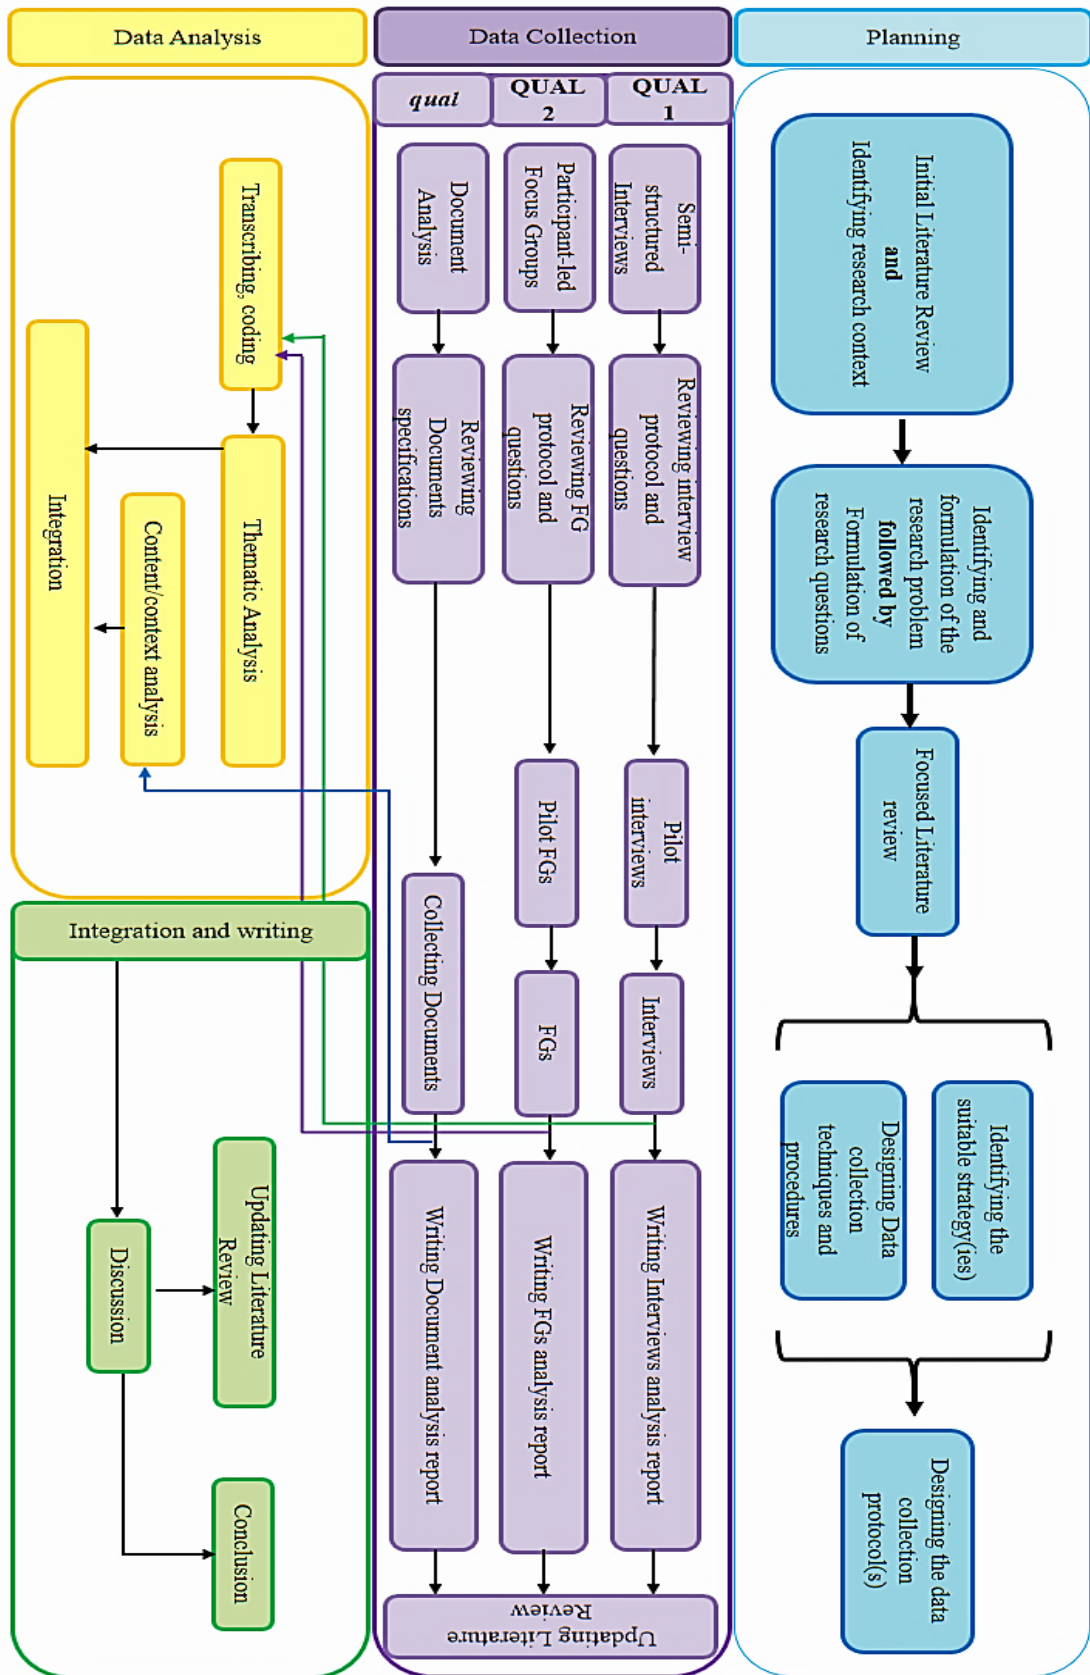 Data Analysis
Data Collection
Planning
qual
QUAL
2
QUAL
1
Initial Literature Review
and
Identifying research context
Identifying and
formulation of the
research problem
followed by
Formulation of
research questions
Focused Literature
review
Identifying the
suitable strategy(ies)
Designing Data
collection
techniques and
procedures
Designing the data
collection
protocol(s)
Semi-
structured
Interviews
Reviewing interview
protocol and
questions
Pilot
interviews
Interviews
Writing Interviews analysis report
Participant-led
Focus Groups
Reviewing FG
protocol and
questions
Pilot FGs
FGs
Writing FGs analysis report
Document
Analysis
Reviewing
Documents
specifications
Collecting Documents
Writing Document analysis report
Updating Literature
Review
Transcribing, coding
Thematic Analysis
Content/context analysis
Integration
Integration and writing
Updating Literature
Review
Discussion
Conclusion